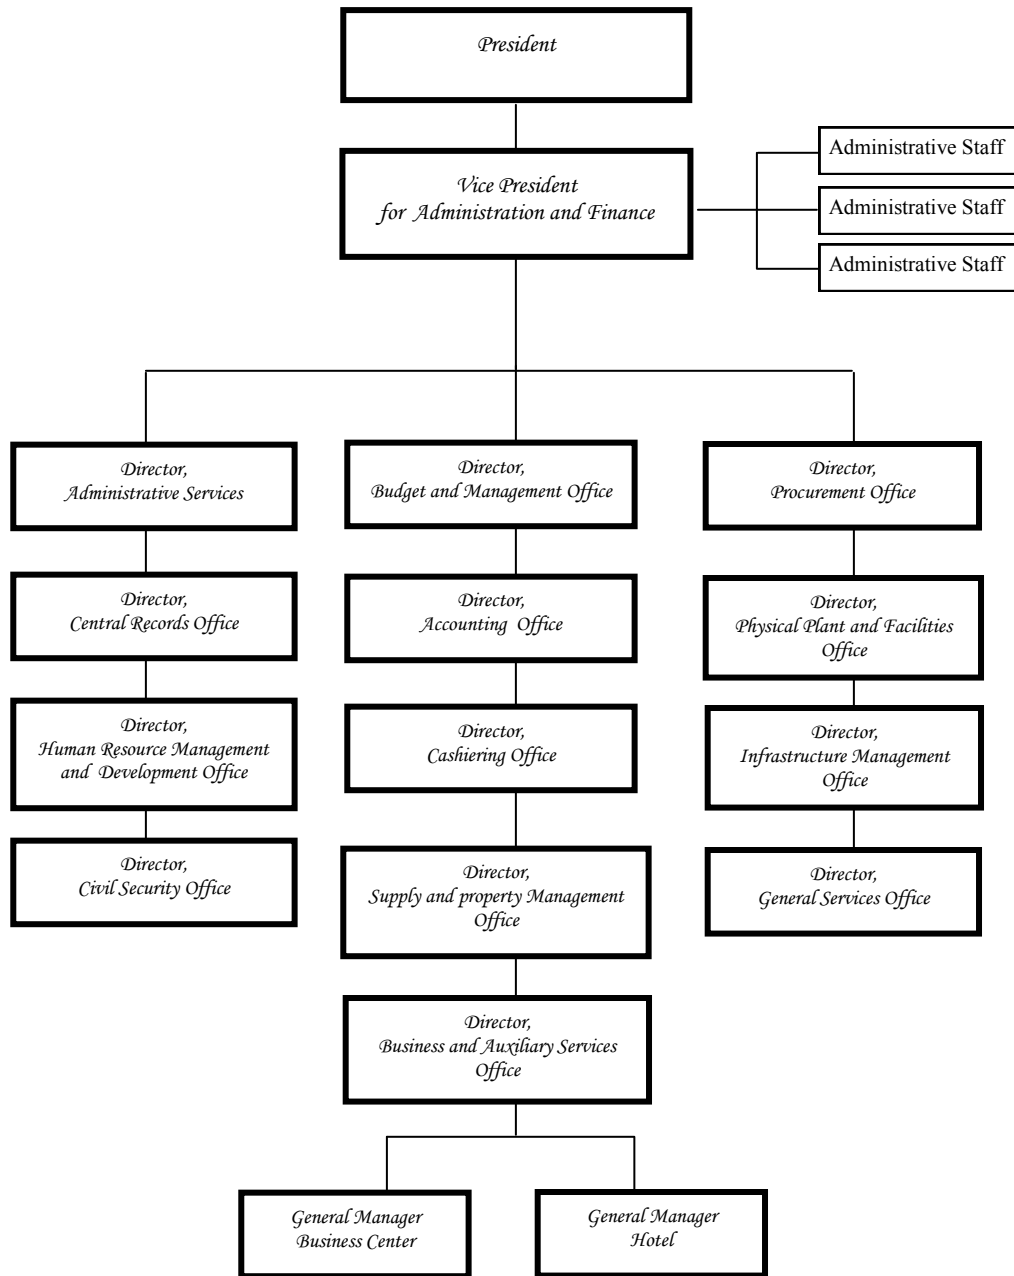 President
Vice President
for Administration and Finance
Administrative Staff
Administrative Staff
Administrative Staff
Director,
Administrative Services
Director,
Central Records Office
Director,
Human Resource Management
and Development Office
Director,
Civil Security Office
Director,
Budget and Management Office
Director,
Accounting Office
Director,
Cashiering Office
Director,
Supply and property Management
Office
Director,
Business and Auxiliary Services
Office
Director,
Procurement Office
Director,
Physical Plant and Facilities
Office
Director,
Infrastructure Management
Office
Director,
General Services Office
General Manager
Business Center
General Manager
Hotel